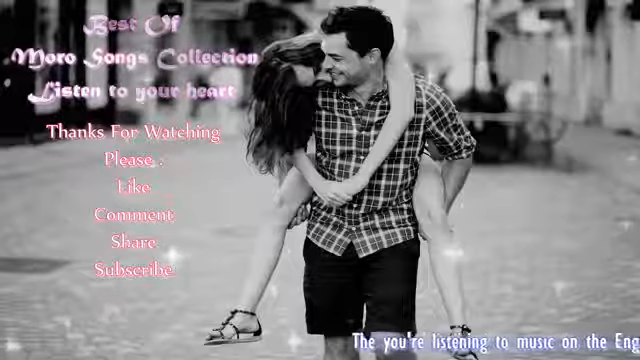 Best Of
Moro Songs Collection
Listen to your heart
Thanks For Watching
Please :
Like
Comment
Share
Subscribe
The you're listening to music on the Eng